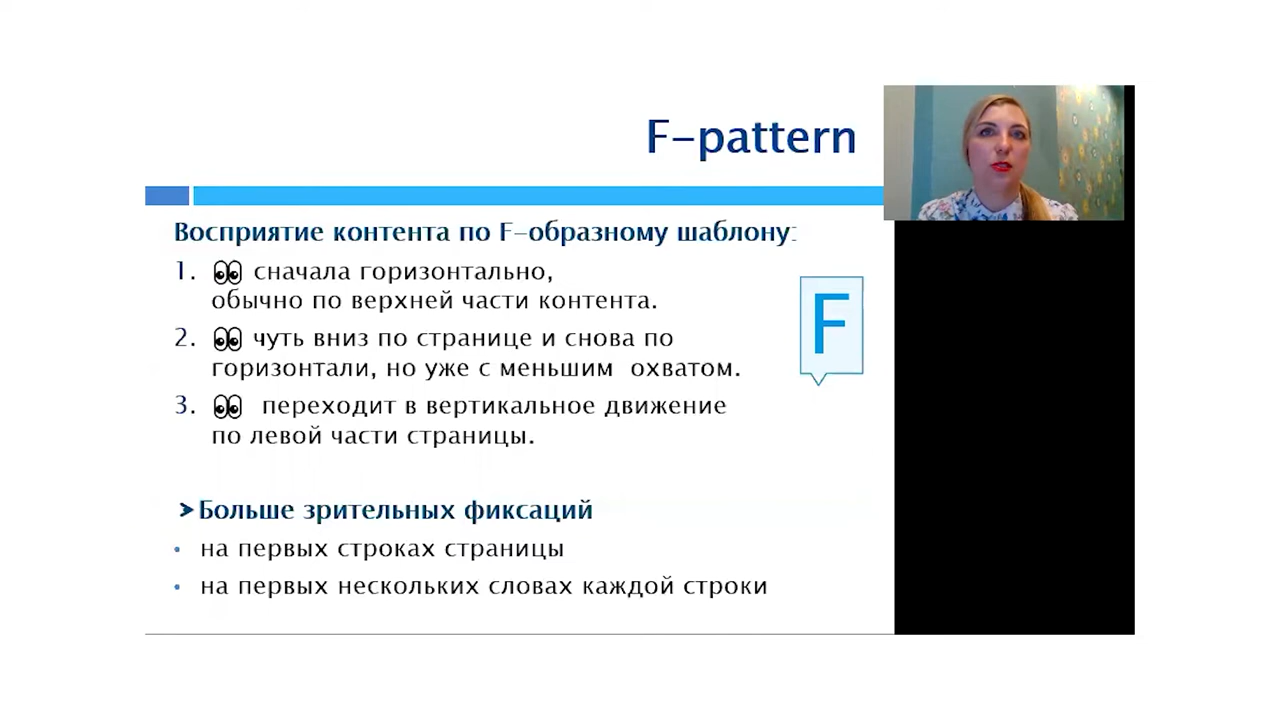 F-pattern
Восприятие контента по F-образному шаблону:
1. 👀 сначала горизонтально,
обычно по верхней части контента.
2. 👀 чуть вниз по странице и снова по
горизонтали, но уже с меньшим охватом.
3. 👀 переходит в вертикальное движение
по левой части страницы.
F
➤Больше зрительных фиксаций
• на первых строках страницы
• на первых нескольких словах каждой строки